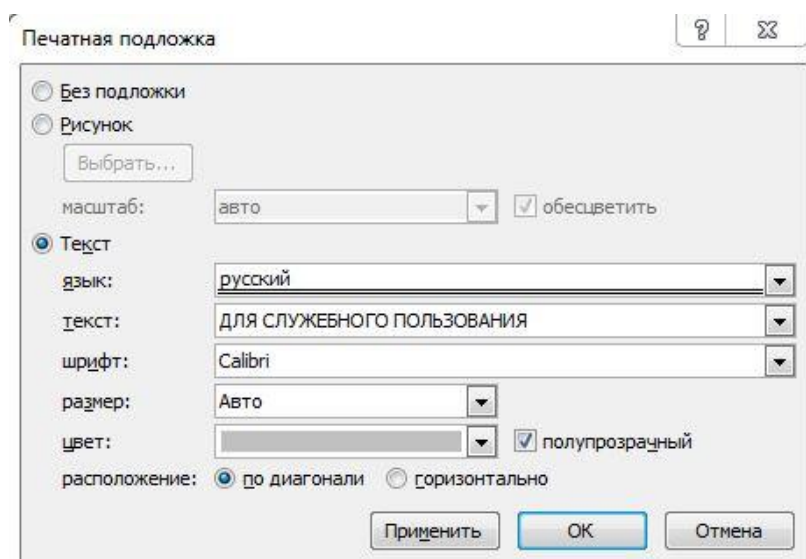 Печатная подложка
Без подложки
Рисунок
Выбрать...
масштаб: авто обесцветить
Текст
язык: русский
текст: ДЛЯ СЛУЖЕБНОГО ПОЛЬЗОВАНИЯ
шрифт: Calibri
размер: Авто
цвет: полупрозрачный
расположение: по диагонали горизонтально
Применить ОК Отмена